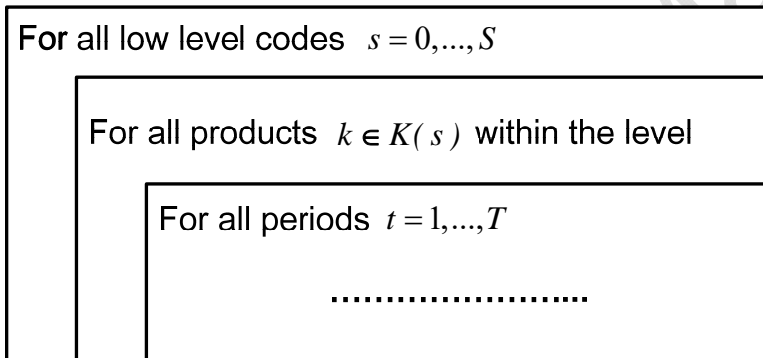 For all low level codes s = 0,...,S
For all products k ∈ K( s ) within the level
For all periods t = 1,...,T
........................